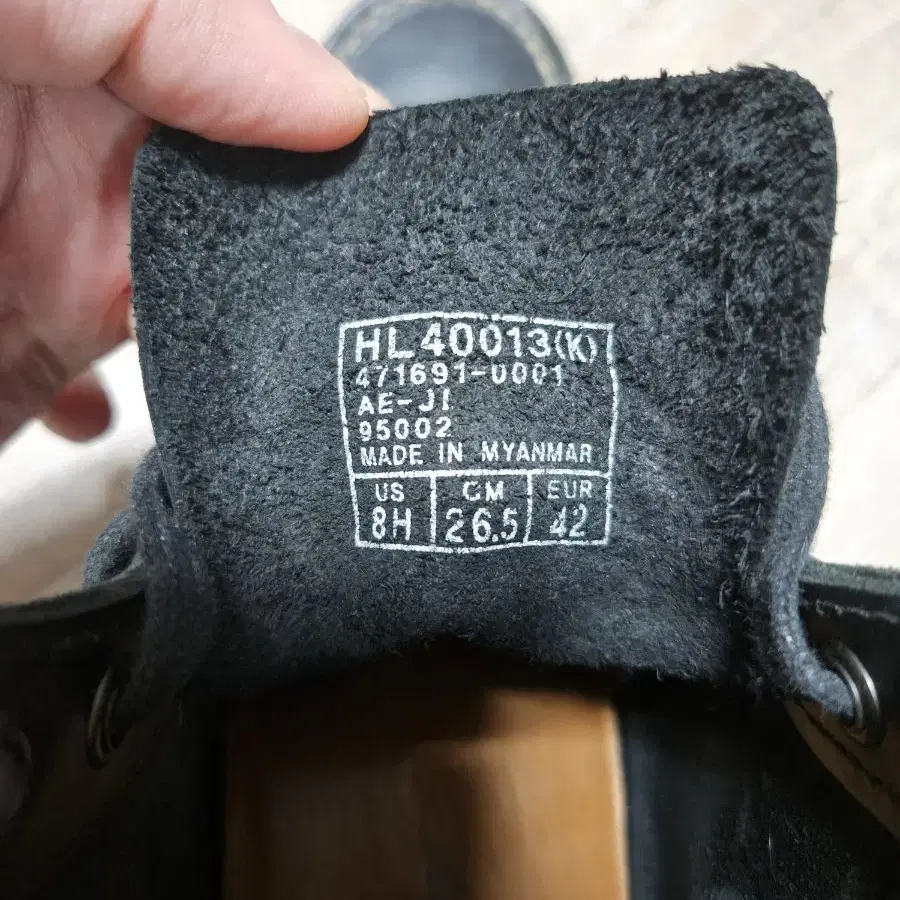 HL40013(K)
471691-0001
AE-JI
95002
MADE IN MYANMAR
US CM EUR
8H 26.5 42